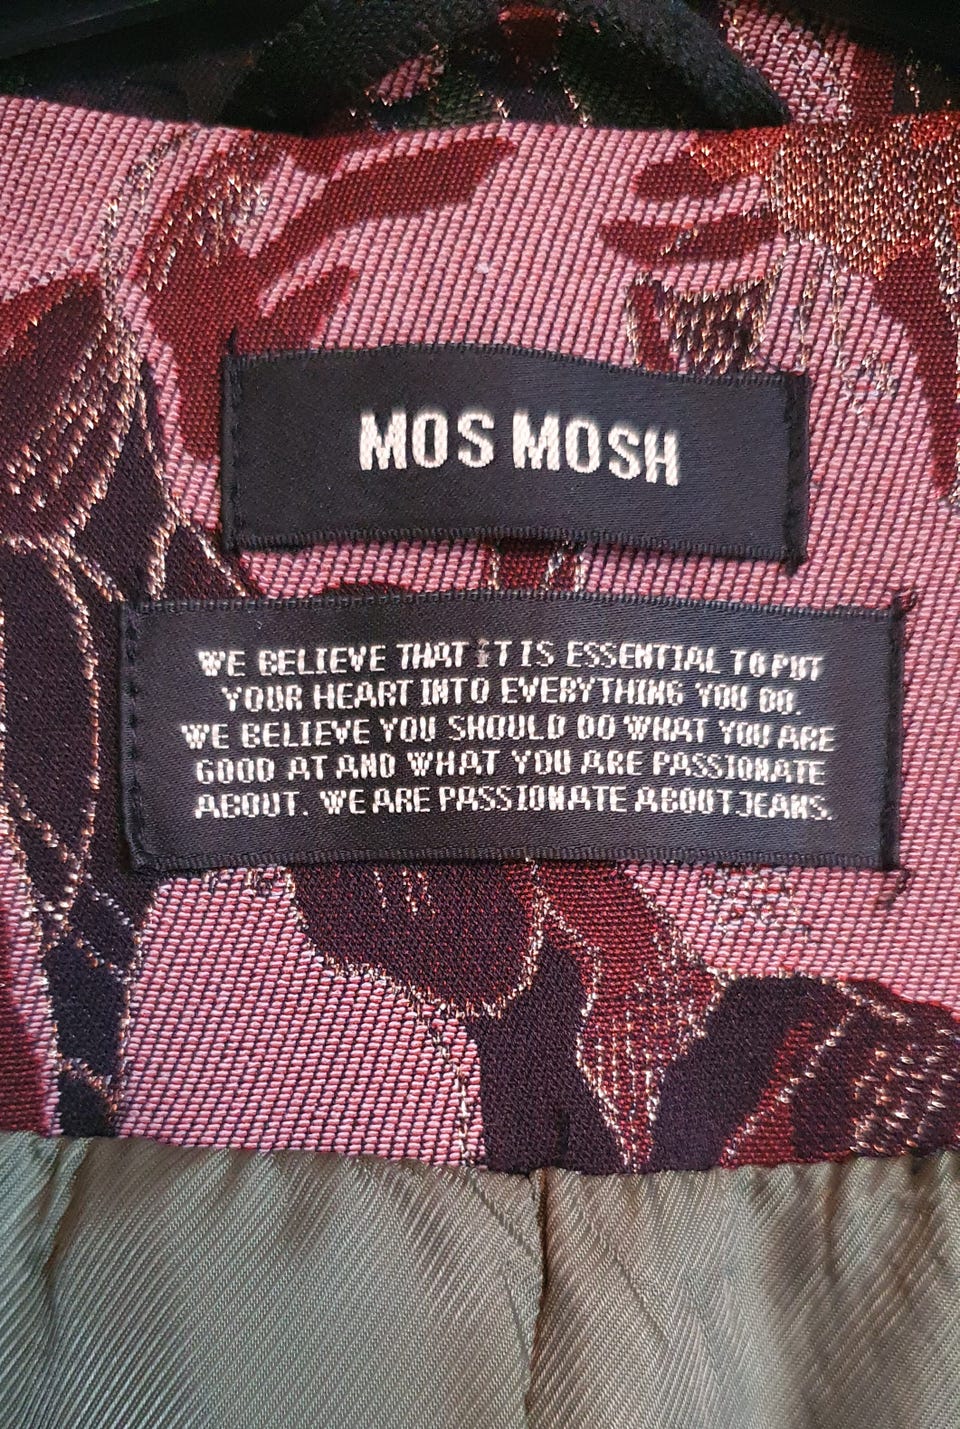 MOS MOSH
WE BELIEVE THAT iT IS ESSENTIAL TO PUT
YOUR HEART INTO EVERYTHING YOU DO.
WE BELIEVE YOU SHOULD DO WHAT YOU ARE
GOOD AT AND WHAT YOU ARE PASSIONATE
ABOUT. WE ARE PASSIONATE ABOUT JEANS.